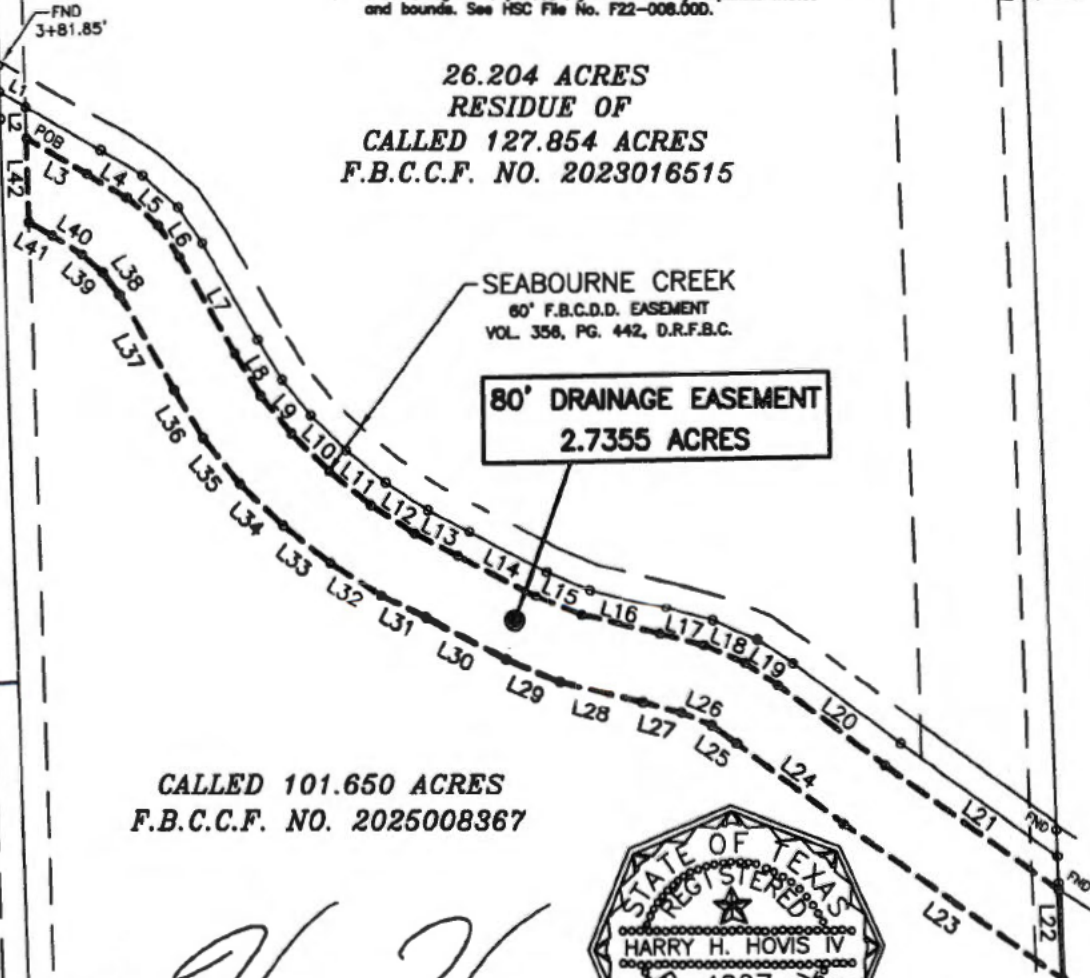 and bounds. See HSC File No. F22-008.00D.
FND
3+81.85'
26.204 ACRES
RESIDUE OF
CALLED 127.854 ACRES
F.B.C.C.F. NO. 2023016515
L1
L2
POB
L42
L3
L4
L5
L6
L41
L40
L39
L38
SEABOURNE CREEK
60' F.B.C.D.D. EASEMENT
VOL. 358, PG. 442, D.R.F.B.C.
L7
L37
L8
L9
80' DRAINAGE EASEMENT
2.7355 ACRES
L10
L36
L35
L11
L12
L13
L34
L33
L14
L15
L32
L16
L31
L17
L18
L19
L30
L29
L28
L27
L26
L25
L20
L24
CALLED 101.650 ACRES
F.B.C.C.F. NO. 2025008367
L21
FND
FND
STATE OF TEXAS
REGISTERED
L23
L22
HARRY H. HOVIS IV